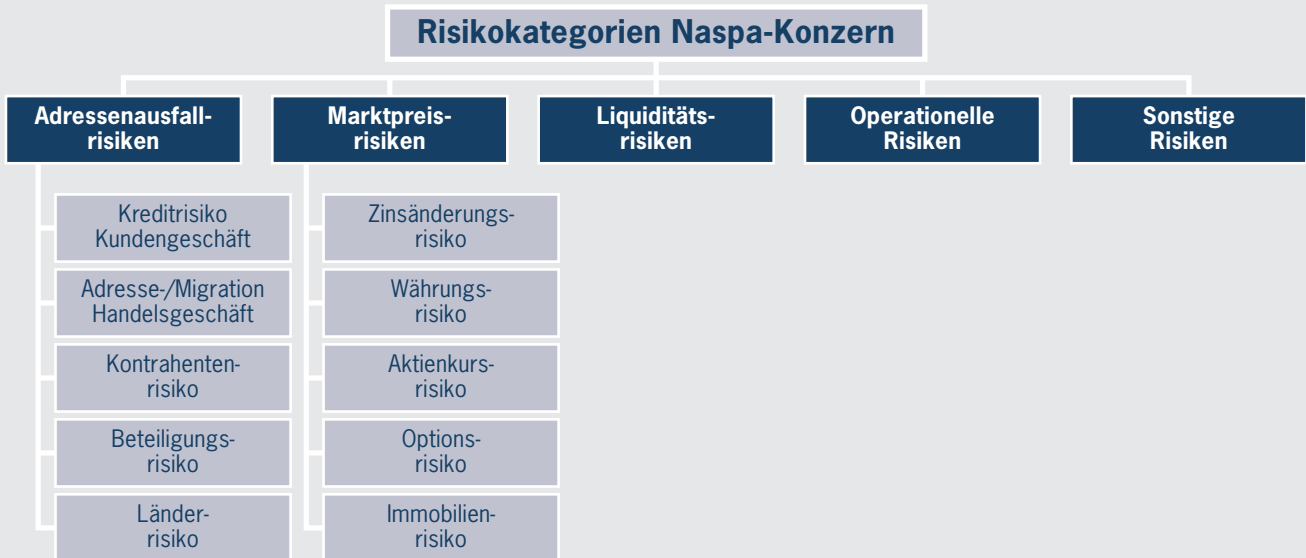 Risikokategorien Naspa-Konzern
Adressenausfall-
risiken
Marktpreis-
risiken
Liquiditäts-
risiken
Operationelle
Risiken
Sonstige
Risiken
Kreditrisiko
Kundengeschäft
Adresse-/Migration
Handelsgeschäft
Kontrahenten-
risiko
Beteiligungs-
risiko
Länder-
risiko
Zinsänderungs-
risiko
Währungs-
risiko
Aktienkurs-
risiko
Options-
risiko
Immobilien-
risiko